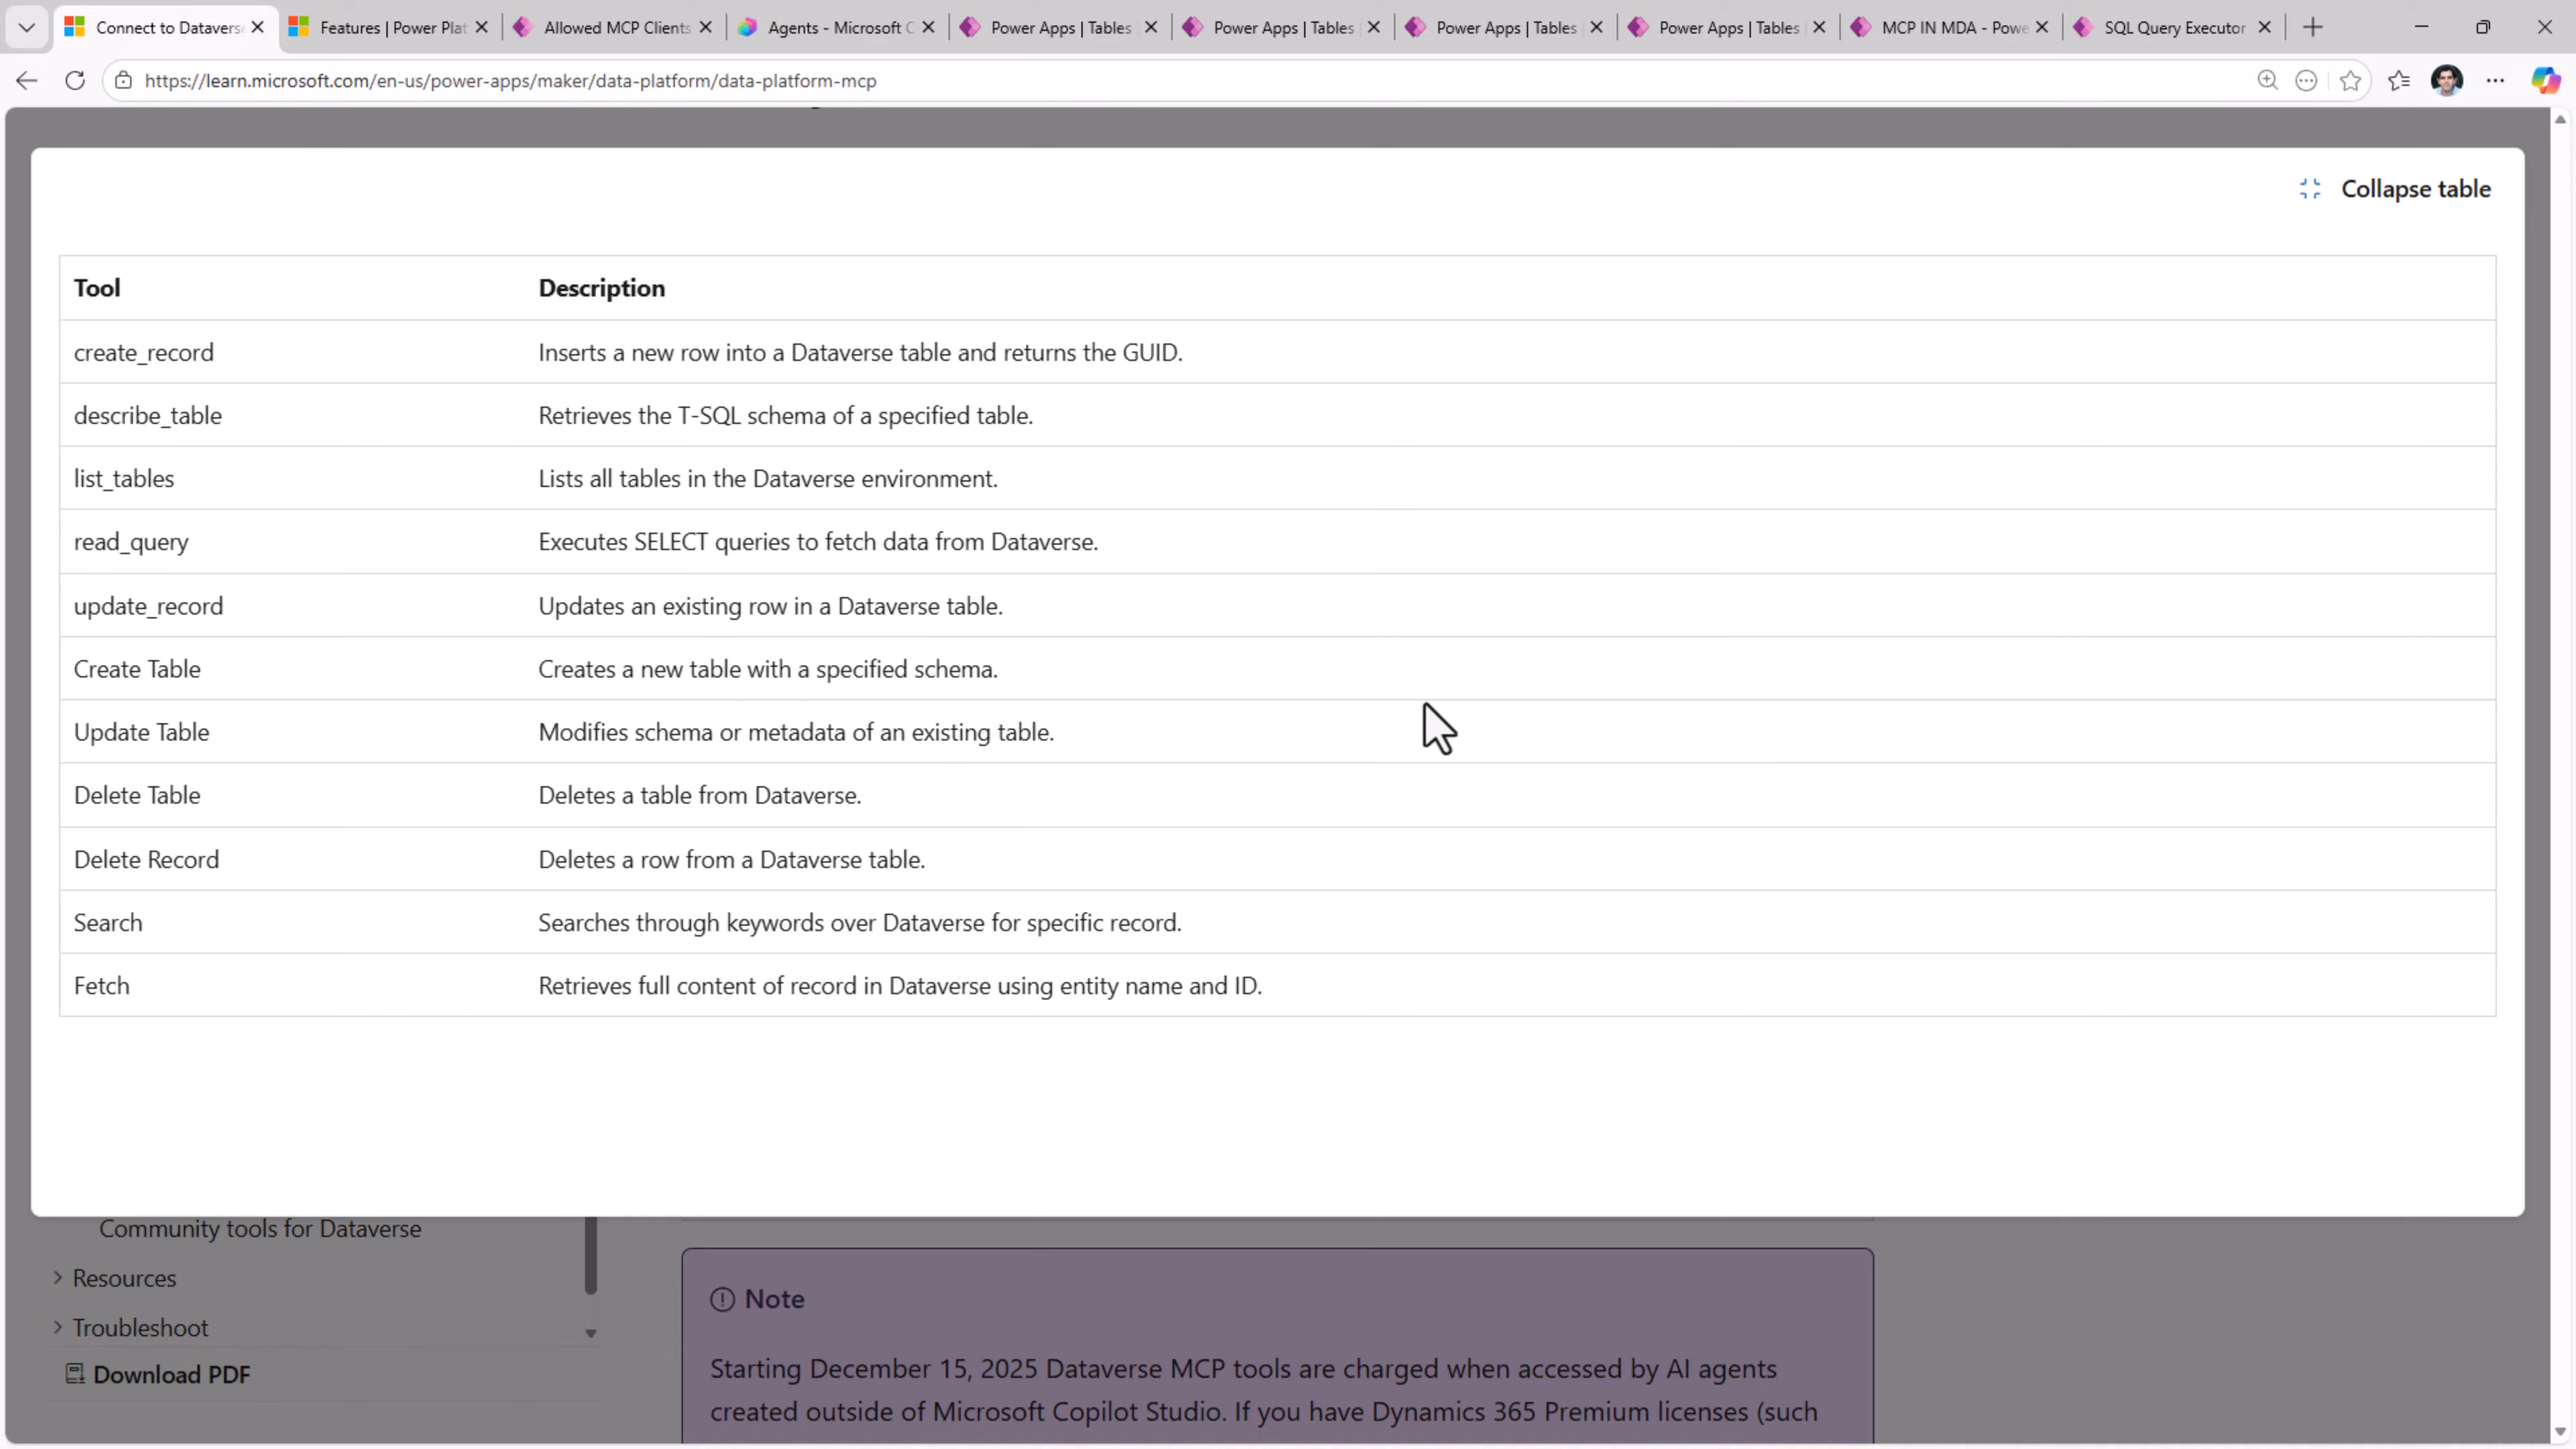 Connect to Dataverse
Features | Power Plat
Allowed MCP Clients
Agents - Microsoft C
Power Apps | Tables
Power Apps | Tables
Power Apps | Tables
Power Apps | Tables
MCP IN MDA - Powe
SQL Query Executor
https://learn.microsoft.com/en-us/power-apps/maker/data-platform/data-platform-mcp
Collapse table
Tool Description
create_record Inserts a new row into a Dataverse table and returns the GUID.
describe_table Retrieves the T-SQL schema of a specified table.
list_tables Lists all tables in the Dataverse environment.
read_query Executes SELECT queries to fetch data from Dataverse.
update_record Updates an existing row in a Dataverse table.
Create Table Creates a new table with a specified schema.
Update Table Modifies schema or metadata of an existing table.
Delete Table Deletes a table from Dataverse.
Delete Record Deletes a row from a Dataverse table.
Search Searches through keywords over Dataverse for specific record.
Fetch Retrieves full content of record in Dataverse using entity name and ID.
Community tools for Dataverse
Resources
Troubleshoot
Download PDF
Note
Starting December 15, 2025 Dataverse MCP tools are charged when accessed by AI agents
created outside of Microsoft Copilot Studio. If you have Dynamics 365 Premium licenses (such